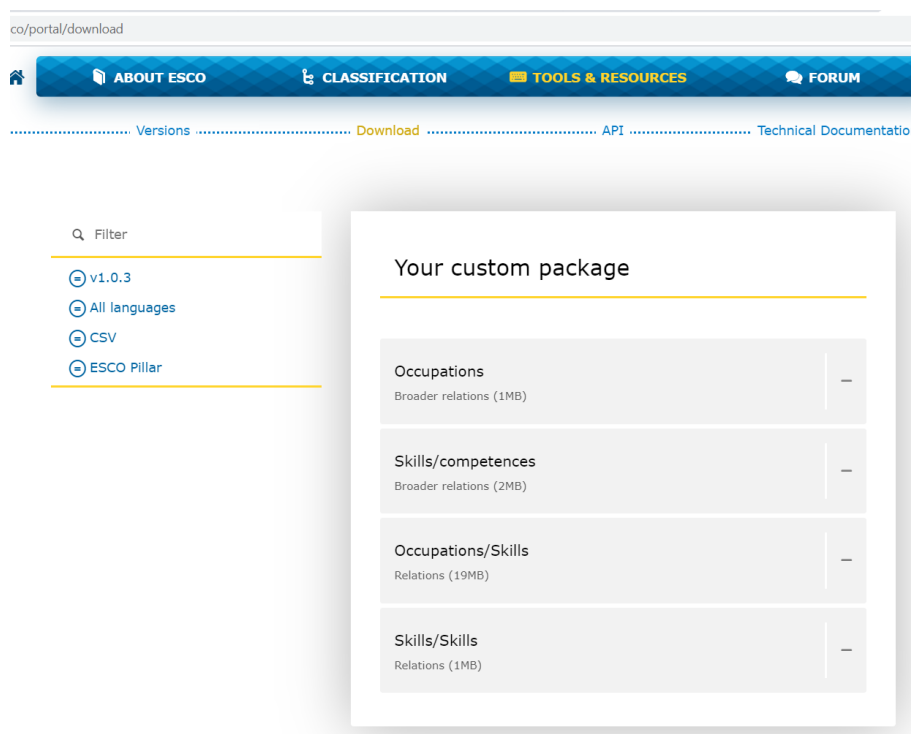 co/portal/download
ABOUT ESCO
CLASSIFICATION
TOOLS & RESOURCES
FORUM
Versions
Download
API
Technical Documentatio
Filter
v1.0.3
All languages
CSV
ESCO Pillar
Your custom package
Occupations
Broader relations (1MB)
Skills/competences
Broader relations (2MB)
Occupations/Skills
Relations (19MB)
Skills/Skills
Relations (1MB)